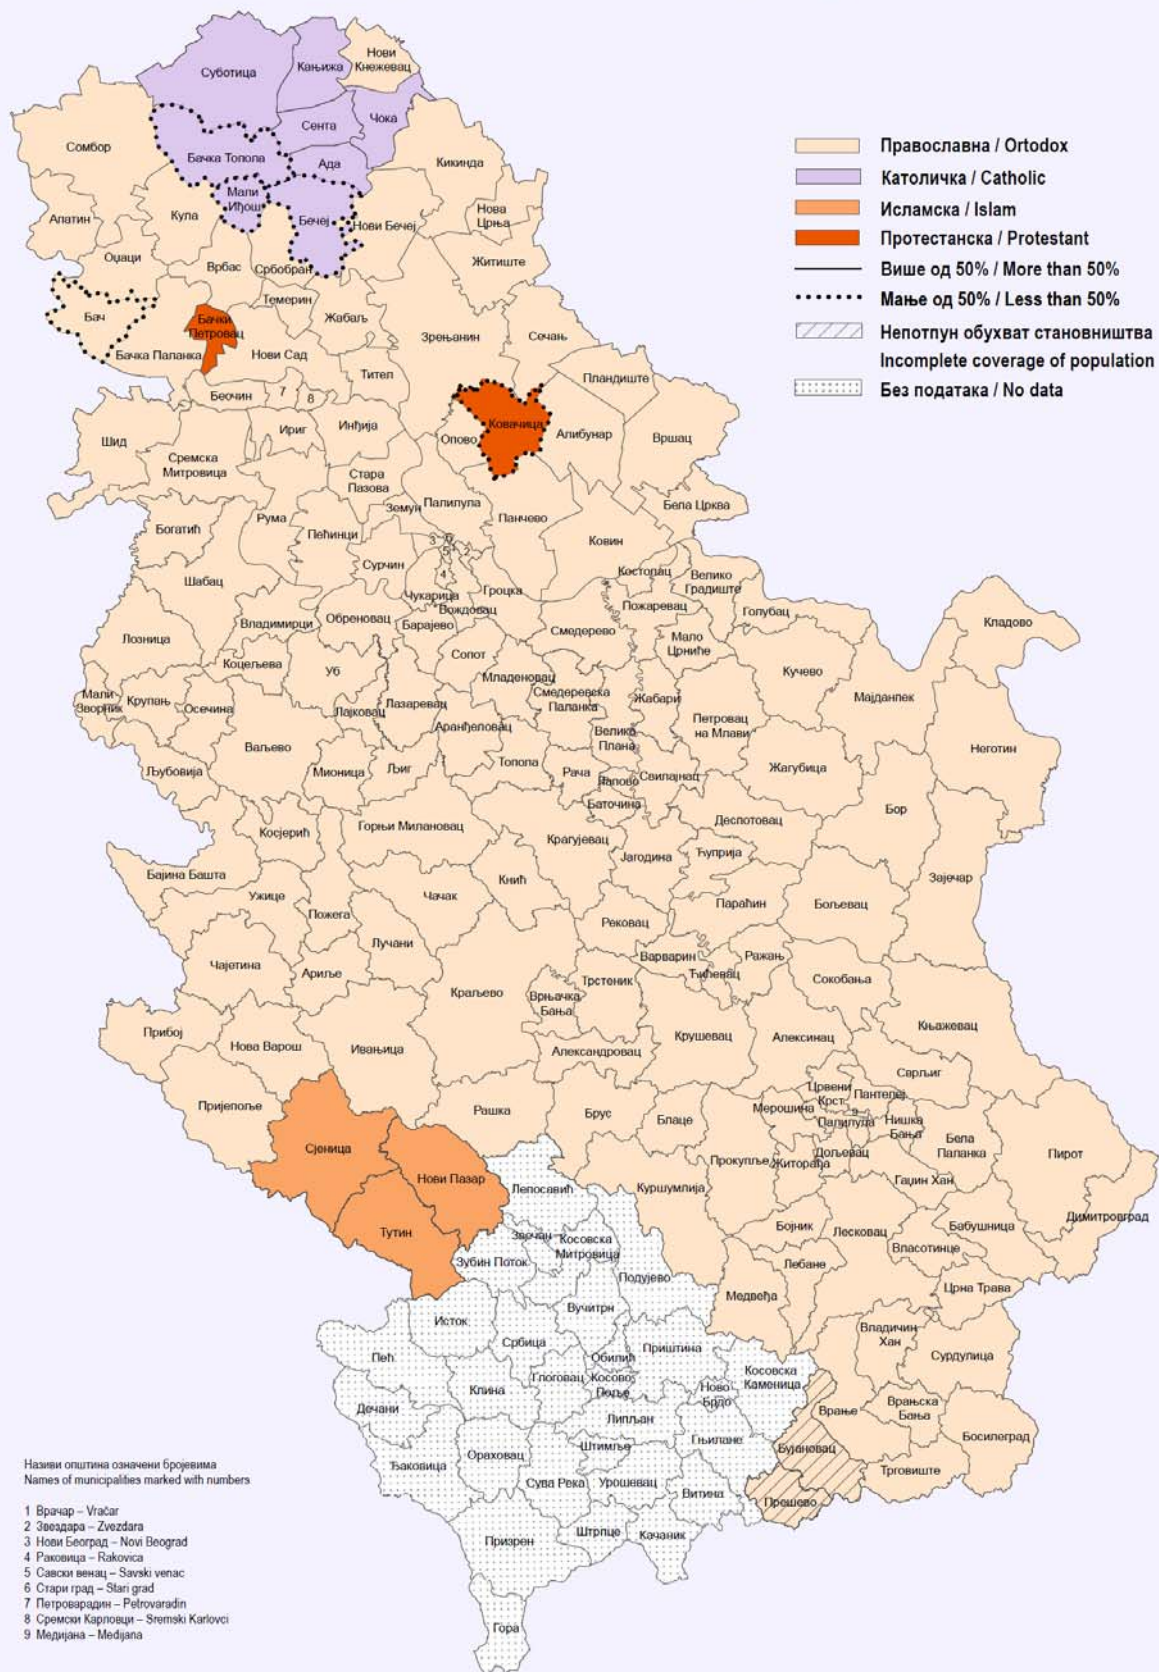 Суботица
Кањижа
Нови
Кнежевац
Сента
Чока
Сомбор
Бачка Топола
Ада
Кикинда
Мали
Иђош
Апатин
Кула
Бечеј
Нови Бечеј
Нова
Црња
Оџаци
Врбас
Србобран
Житиште
Темерин
Бач
Бачки
Петровац
Жабаљ
Зрењанин
Сечањ
Бачка Паланка
Нови Сад
Тител
Пландиште
Беочин
7
8
Шид
Ириг
Инђија
Опово
Ковачица
Алибунар
Вршац
Сремска
Митровица
Стара
Пазова
Бела Црква
Богатић
Рума
Пећинци
Земун
Палилула
Панчево
Ковин
3
6
5
2
4
Сурчин
Шабац
Костолац
Велико
Градиште
Чукарица
Гроцка
Вождовац
Пожаревац
Голубац
Кладово
Владимирци
Обреновац
Барајево
Смедерево
Лозница
Мало
Црниће
Коцељева
Уб
Сопот
Кучево
Младеновац
Мајданпек
Мали
Зворник
Крупањ
Осечина
Лајковац
Лазаревац
Смедеревска
Паланка
Жабари
Петровац
на Млави
Аранђеловац
Велика
Плана
Неготин
Ваљево
Љубовија
Мионица
Љиг
Топола
Рача
Лапово
Свилајнац
Жагубица
Баточина
Бор
Косјерић
Горњи Милановац
Крагујевац
Деспотовац
Јагодина
Ћуприја
Бајина Башта
Ужице
Чачак
Кнић
Зајечар
Пожега
Параћин
Бољевац
Рековац
Лучани
Варварин
Ражањ
Чајетина
Ариље
Ћићевац
Сокобања
Краљево
Врњачка
Бања
Трстеник
Прибој
Нова Варош
Ивањица
Крушевац
Алексинац
Књажевац
Александровац
Сврљиг
Пријепоље
Рашка
Брус
Блаце
Мерошина
Црвени
Крст
Пантелеј
9
Палилула
Нишка
Бања
Бела
Паланка
Пирот
Сјеница
Нови Пазар
Прокупље
Житорађа
Дољевац
Гаџин Хан
Лепосавић
Куршумлија
Тутин
Бојник
Лесковац
Бабушница
Димитровград
Звечан
Косовска
Митровица
Зубин Поток
Лебане
Власотинце
Подујево
Медвеђа
Црна Трава
Исток
Вучитрн
Србица
Владичин
Хан
Сурдулица
Пећ
Обилић
Приштина
Косовска
Каменица
Клина
Глоговац
Косово
Поље
Ново
Брдо
Дечани
Липљан
Врање
Врањска
Бања
Босилеград
Гњилане
Бујановац
Штимље
Ораховац
Ђаковица
Трговиште
Сува Река
Урошевац
Витина
Прешево
Призрен
Штрпце
Качаник
Гора
Православна / Ortodox
Католичка / Catholic
Исламска / Islam
Протестанска / Protestant
Више од 50% / More than 50%
Мање од 50% / Less than 50%
Непотпун обухват становништва
Incomplete coverage of population
Без података / No data
Називи општина означени бројевима
Names of municipalities marked with numbers
1 Врачар – Vračar
2 Звездара – Zvezdara
3 Нови Београд – Novi Beograd
4 Раковица – Rakovica
5 Савски венац – Savski venac
6 Стари град – Stari grad
7 Петроварадин – Petrovaradin
8 Сремски Карловци – Sremski Karlovci
9 Медијана – Medijana